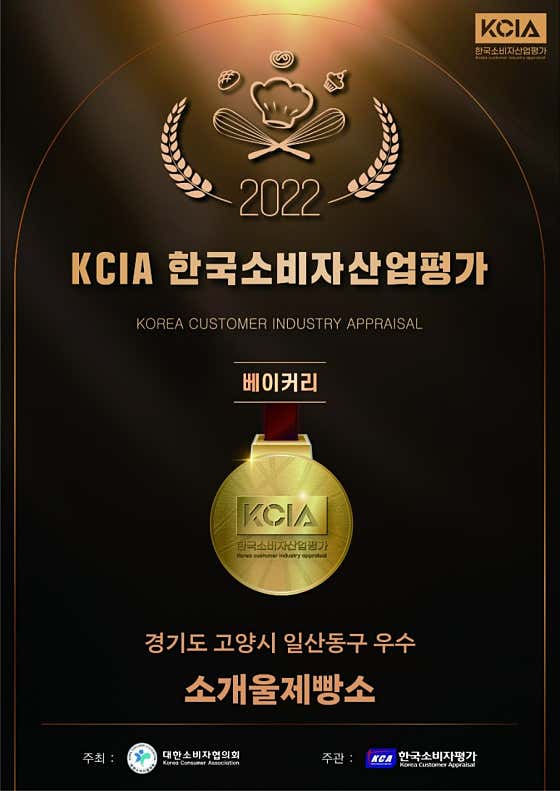 KCIA
한국소비자산업평가
Korea customer industry appraisal
2022
KCIA 한국소비자산업평가
KOREA CUSTOMER INDUSTRY APPRAISAL
베이커리
KCIA
한국소비자산업평가
Korea customer industry appraisal
경기도 고양시 일산동구 우수
소개울제빵소
주최 : 대한소비자협의회
Korea Consumer Association
주관 : KCA 한국소비자평가
Korea Customer Appraisal